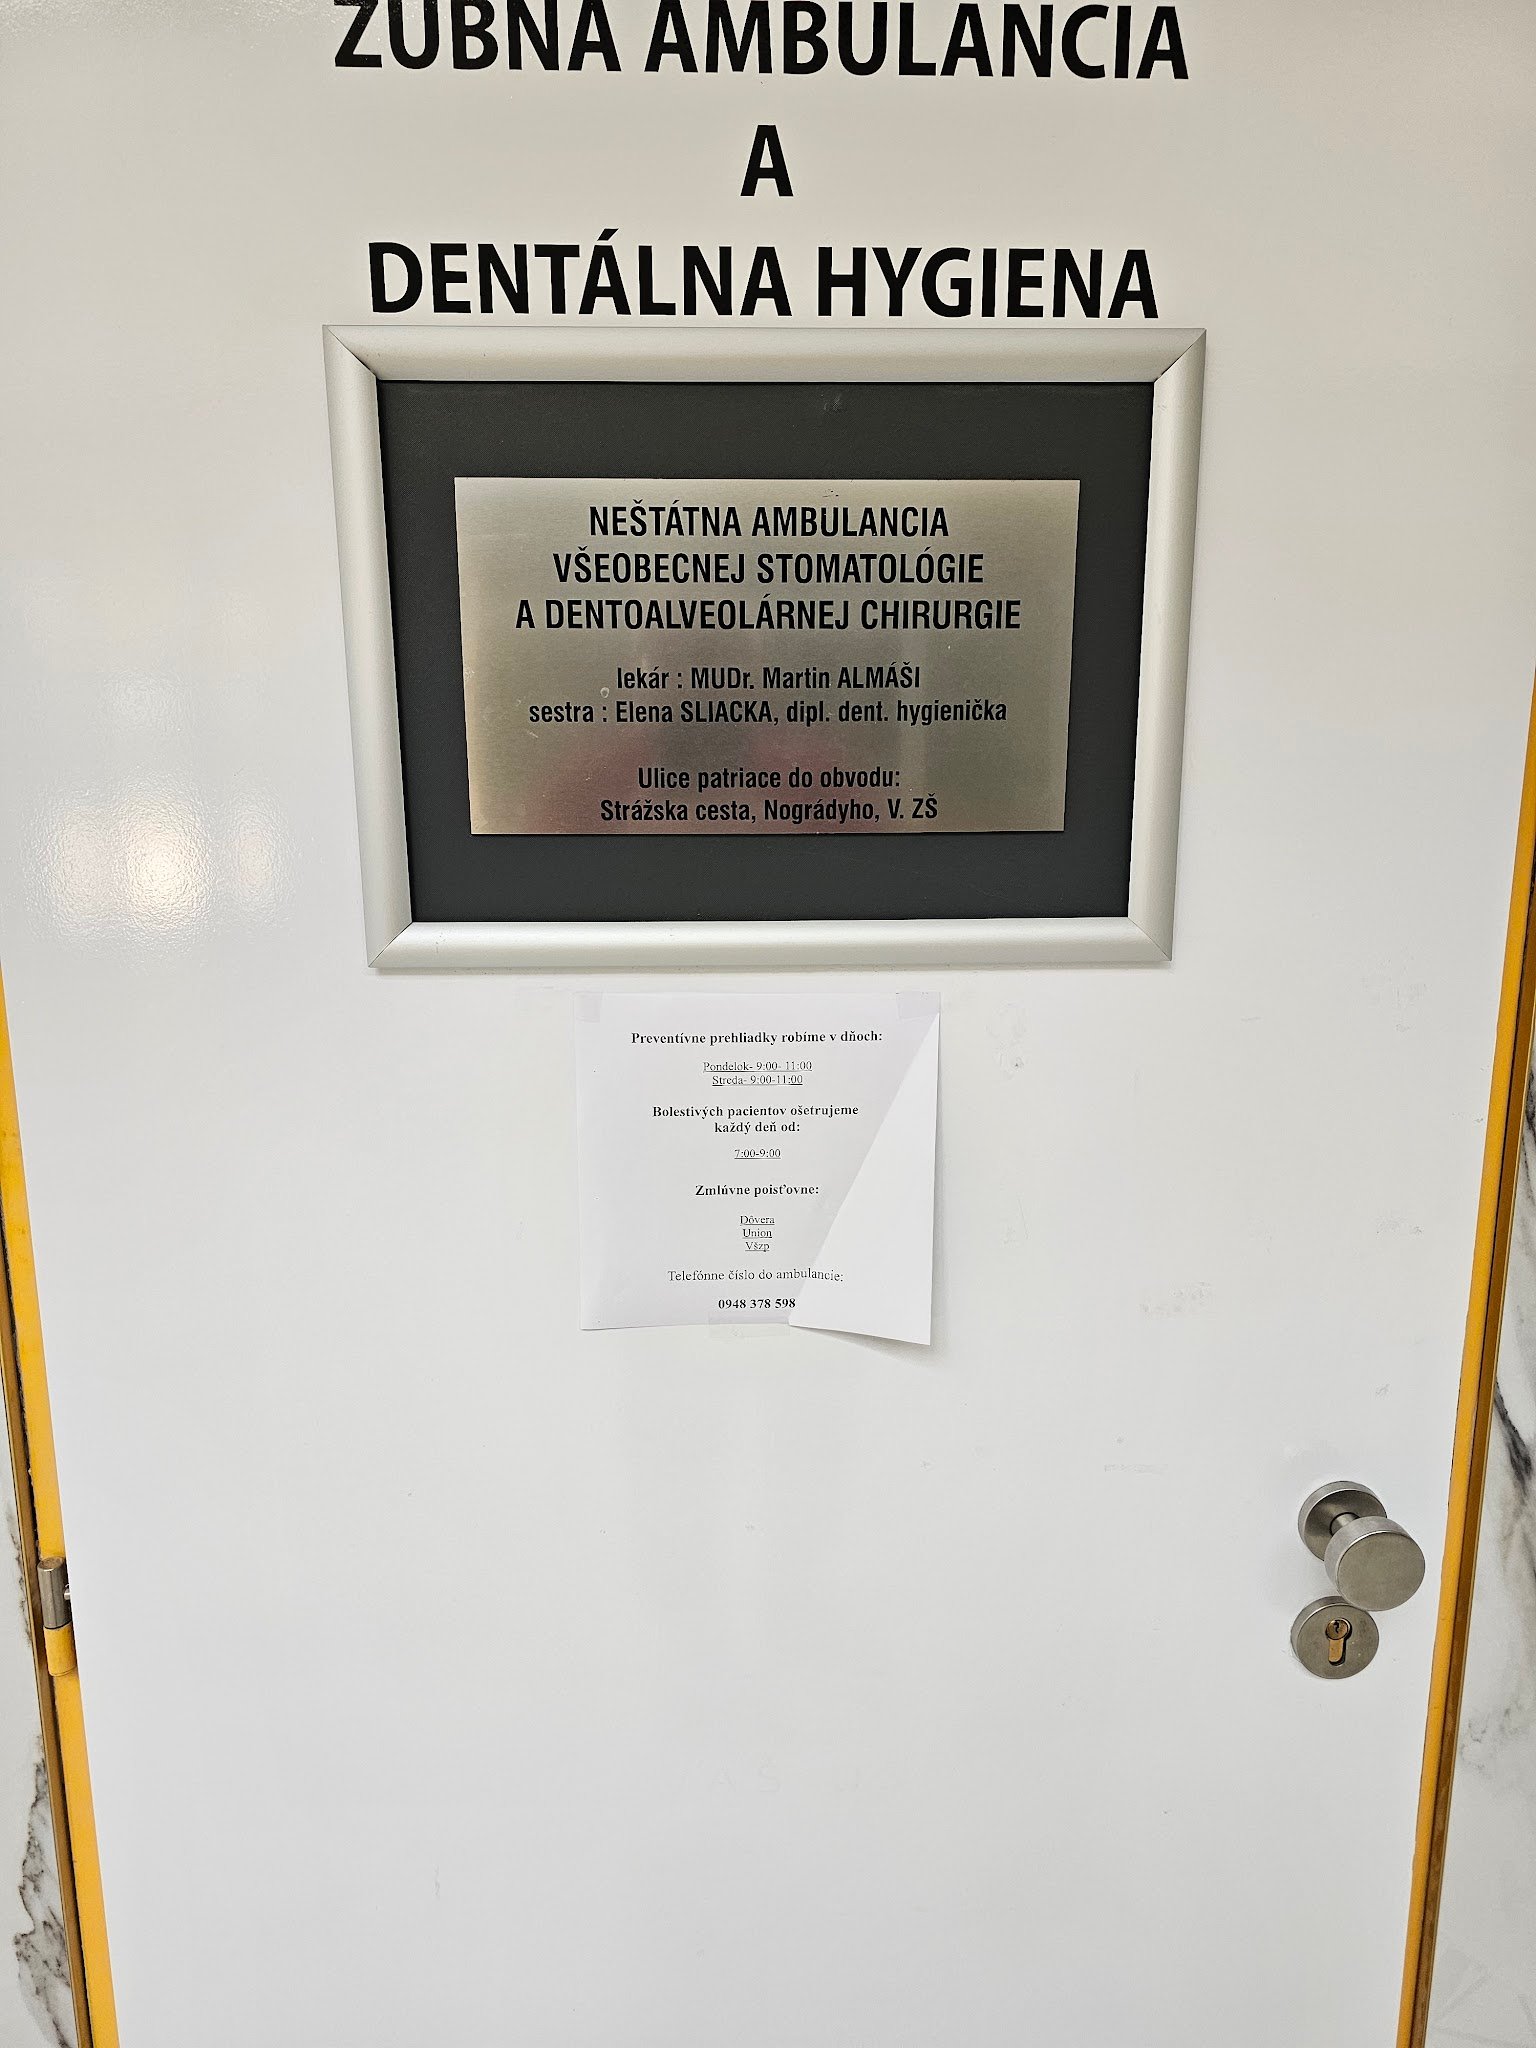 ZUBNÁ AMBULANCIA
A
DENTÁLNA HYGIENA
NEŠTÁTNA AMBULANCIA
VŠEOBECNEJ STOMATOLÓGIE
A DENTOALVEOLÁRNEJ CHIRURGIE
lekár : MUDr. Martin ALMÁŠI
sestra : Elena SLIACKA, dipl. dent. hygienička
Ulice patriace do obvodu:
Strážska cesta, Nográdyho, V. ZŠ
Preventívne prehliadky robíme v dňoch:
Pondelok- 9:00- 11:00
Streda- 9:00-11:00
Bolestivých pacientov ošetrujeme
každý deň od:
7:00-9:00
Zmlúvne poisťovne:
Dôvera
Union
Všzp
Telefónne číslo do ambulancie:
0948 378 598